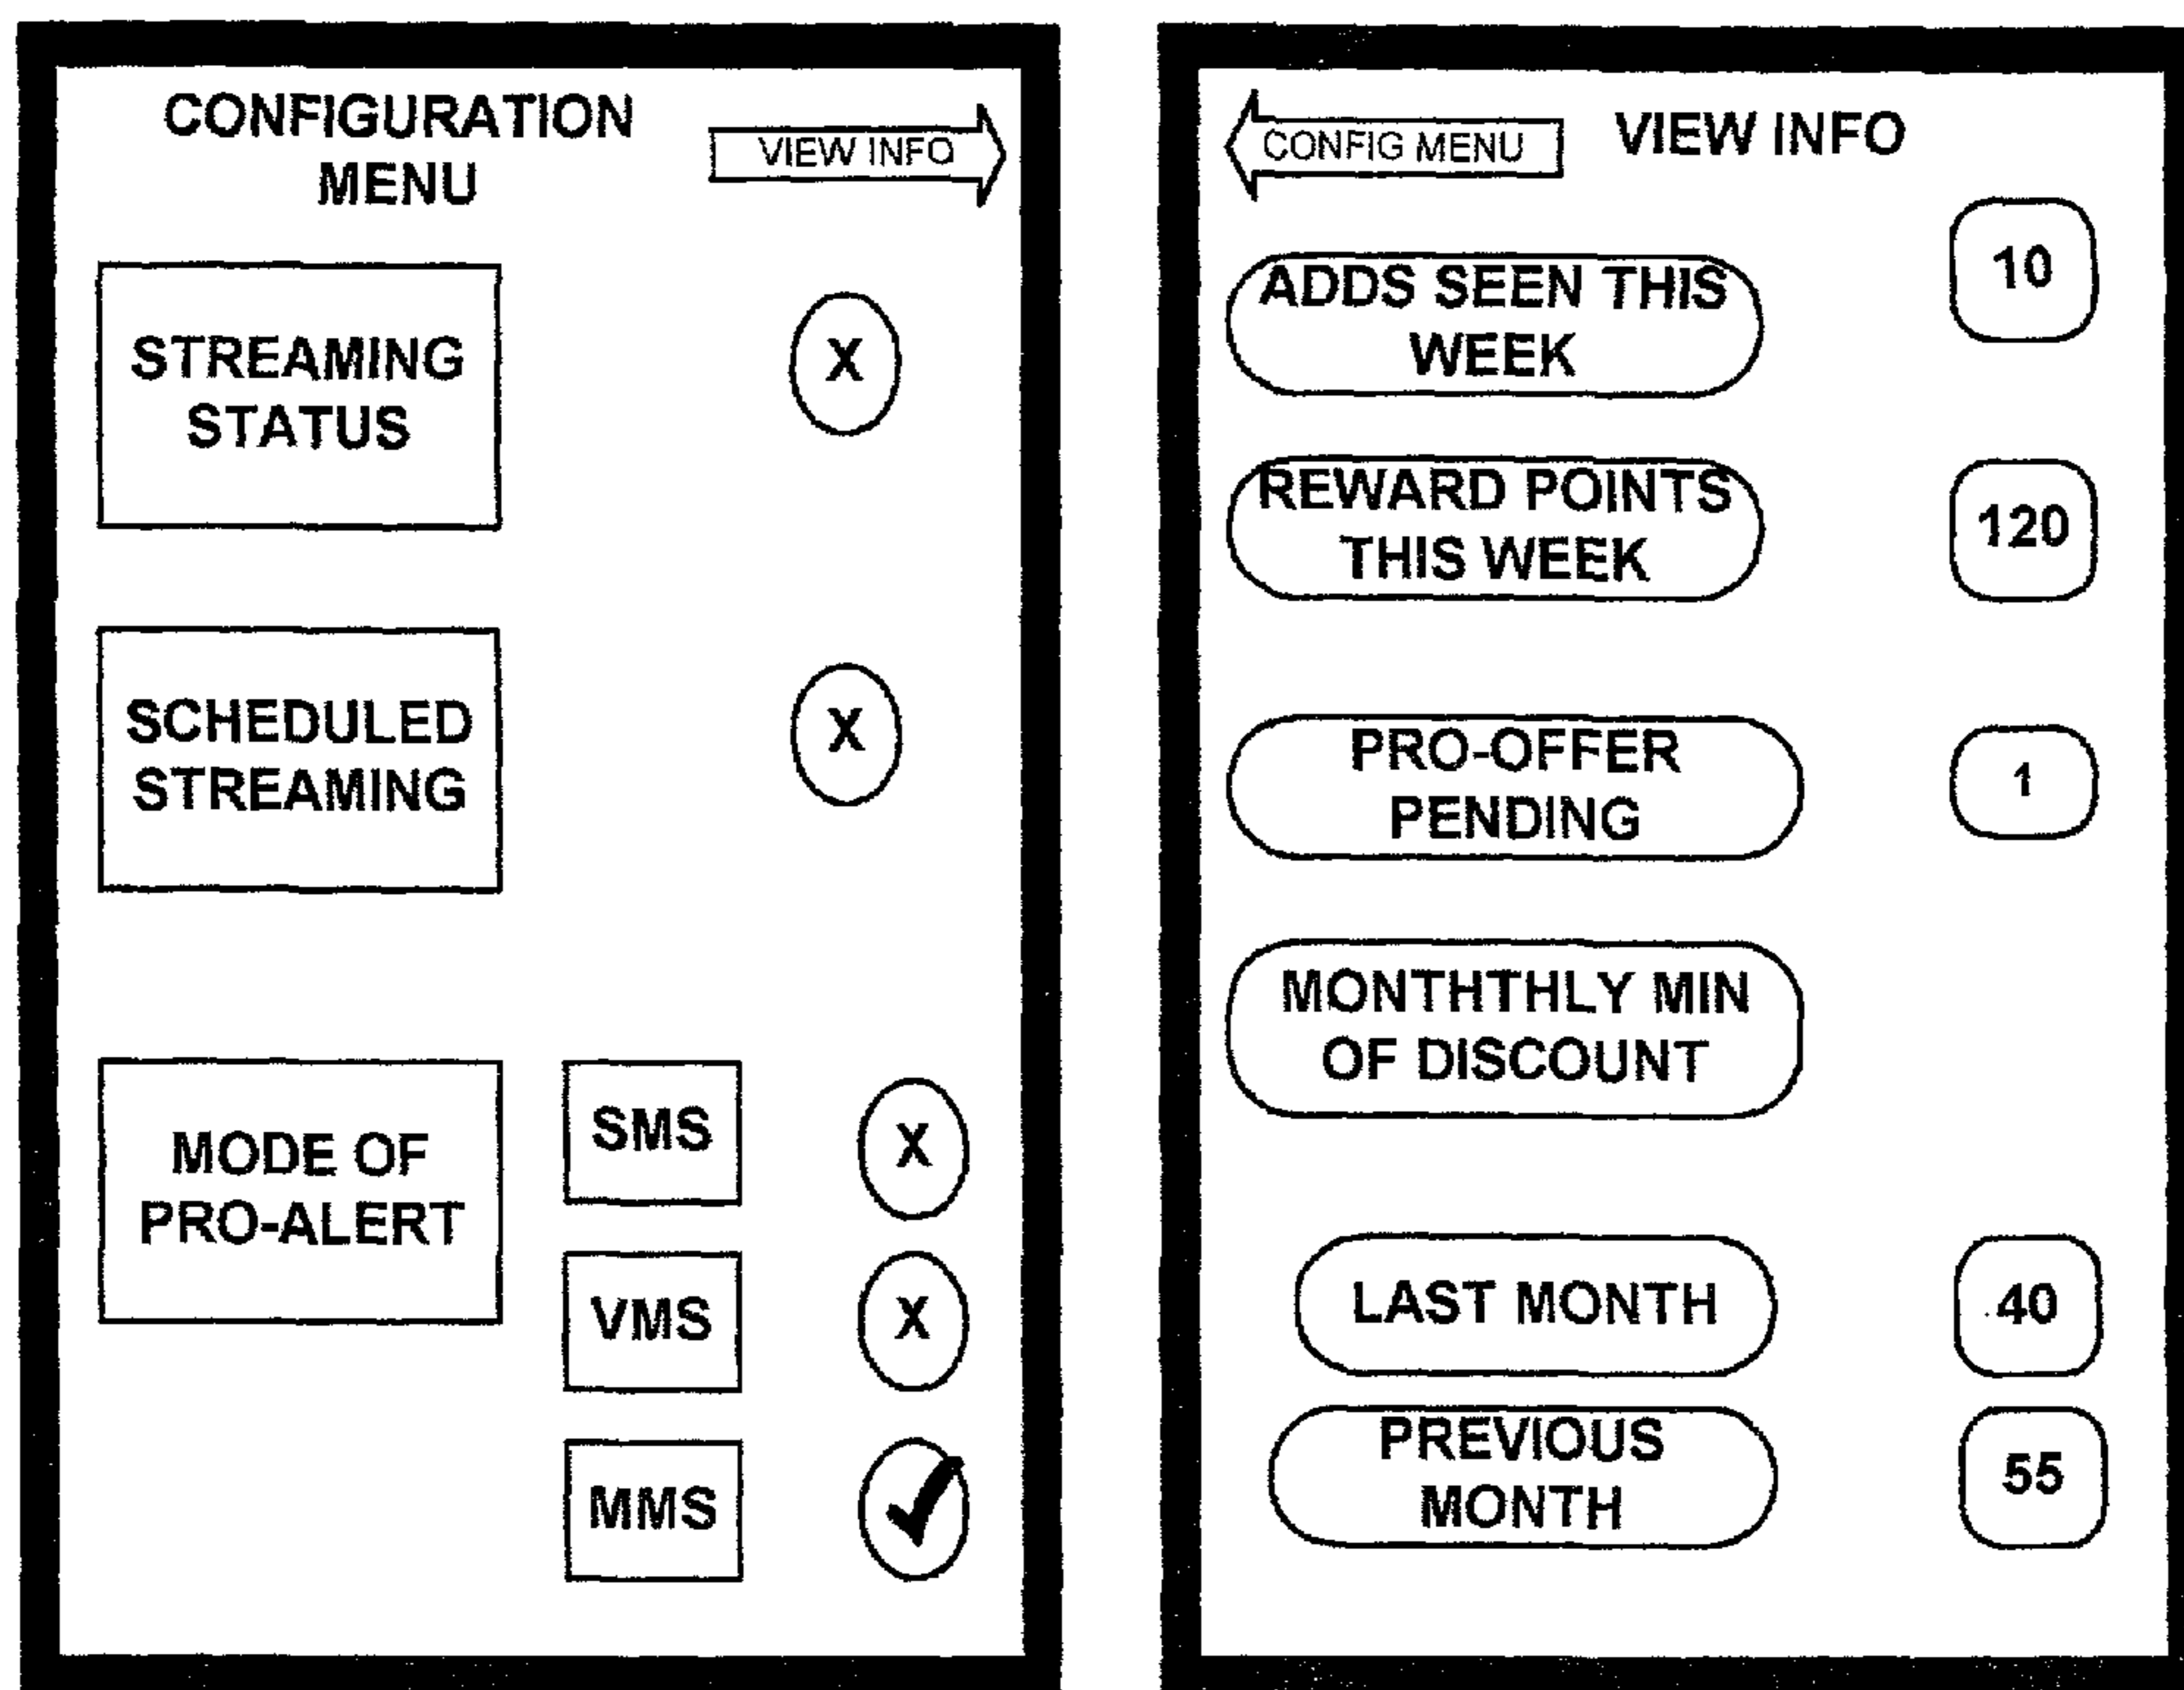 CONFIGURATION
MENU
VIEW INFO
STREAMING
STATUS
X
SCHEDULED
STREAMING
X
MODE OF
PRO-ALERT
SMS
X
VMS
X
MMS
CONFIG MENU
VIEW INFO
ADDS SEEN THIS
WEEK
10
REWARD POINTS
THIS WEEK
120
PRO-OFFER
PENDING
1
MONTHTHLY MIN
OF DISCOUNT
LAST MONTH
40
PREVIOUS
MONTH
55